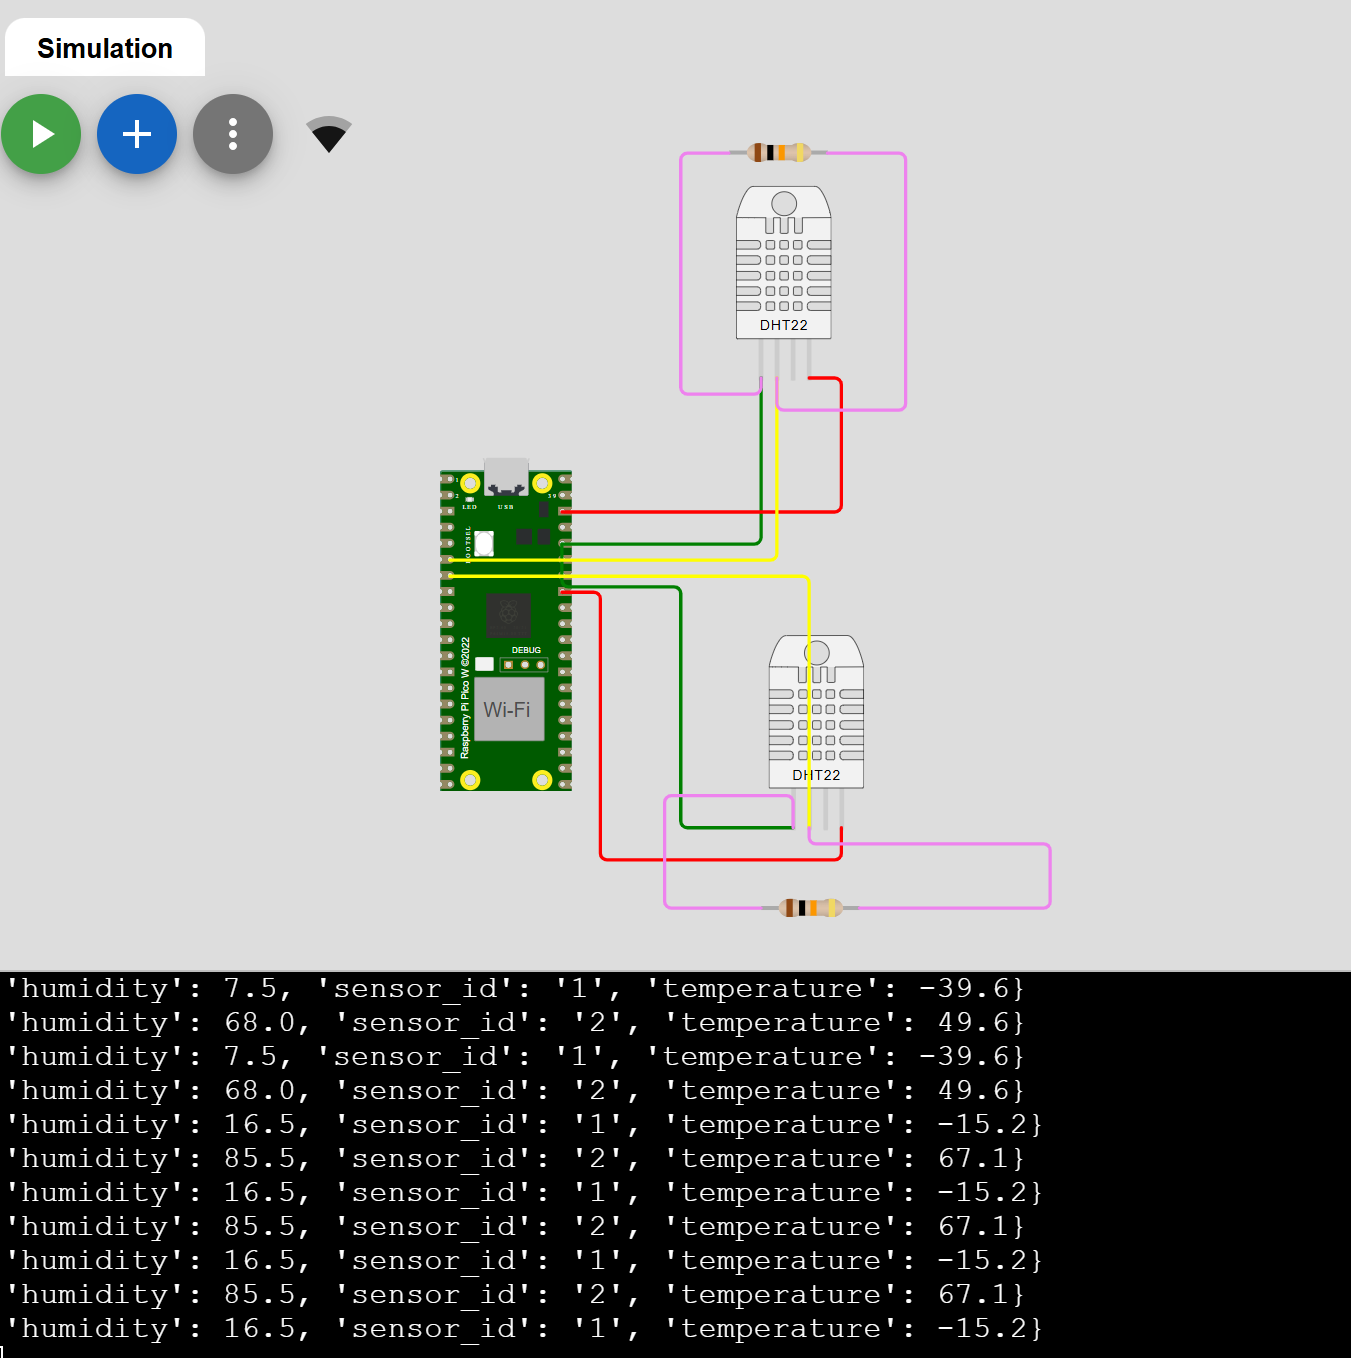 Simulation
DHT22
1
2
39
LED
USB
BOOTSEL
DEBUG
Raspberry Pi Pico W ©2022
Wi-Fi
DHT22
'humidity': 7.5, 'sensor_id': '1', 'temperature': -39.6}
'humidity': 68.0, 'sensor_id': '2', 'temperature': 49.6}
'humidity': 7.5, 'sensor_id': '1', 'temperature': -39.6}
'humidity': 68.0, 'sensor_id': '2', 'temperature': 49.6}
'humidity': 16.5, 'sensor_id': '1', 'temperature': -15.2}
'humidity': 85.5, 'sensor_id': '2', 'temperature': 67.1}
'humidity': 16.5, 'sensor_id': '1', 'temperature': -15.2}
'humidity': 85.5, 'sensor_id': '2', 'temperature': 67.1}
'humidity': 16.5, 'sensor_id': '1', 'temperature': -15.2}
'humidity': 85.5, 'sensor_id': '2', 'temperature': 67.1}
'humidity': 16.5, 'sensor_id': '1', 'temperature': -15.2}